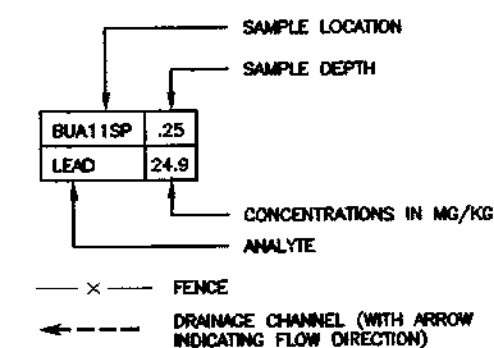 SAMPLE LOCATION
SAMPLE DEPTH
BUA11SP .25
LEAD 24.9
CONCENTRATIONS IN MG/KG
ANALYTE
FENCE
DRAINAGE CHANNEL (WITH ARROW
INDICATING FLOW DIRECTION)